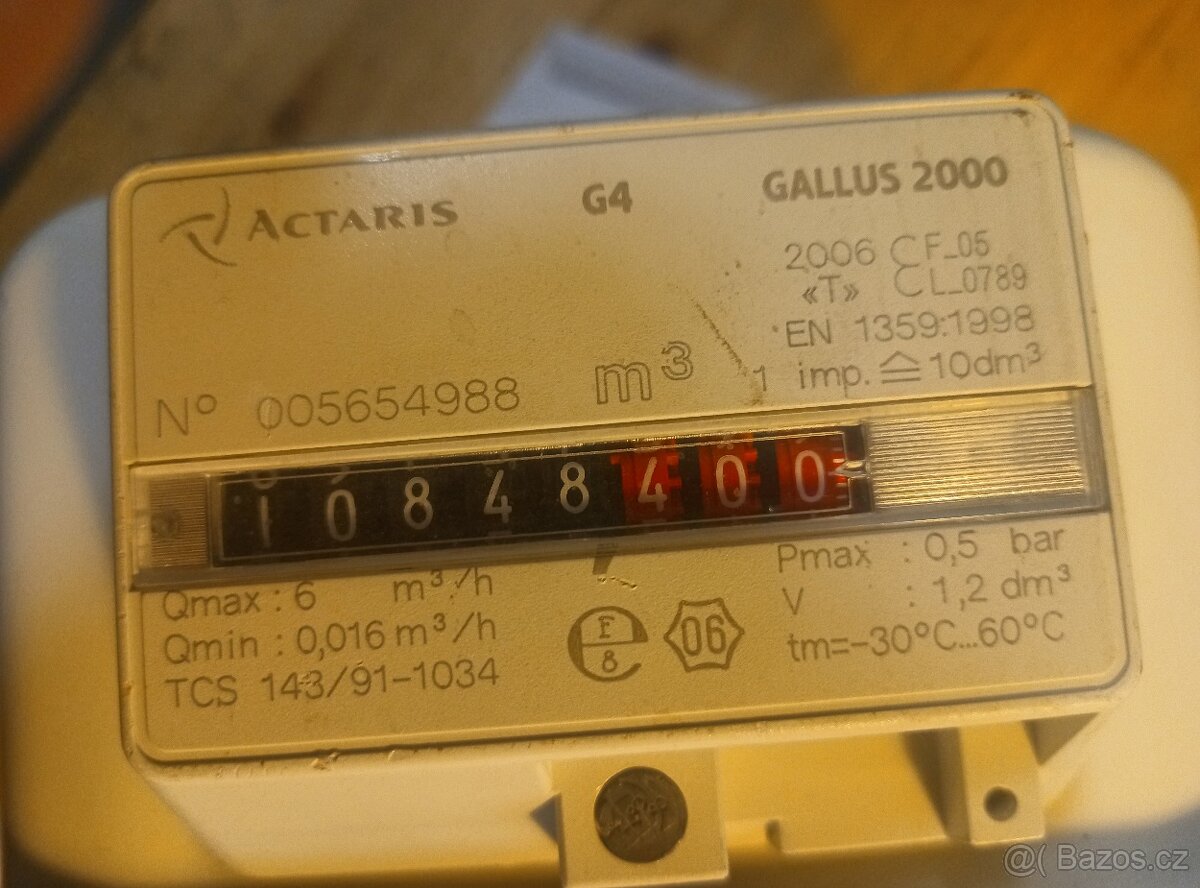 ACTARIS G4 GALLUS 2000
2006 CF_05
«T» CL_0789
EN 1359:1998
1 imp. ≙ 10dm³
Nº 005654988 m³
10848400
Qmax : 6 m³/h
Qmin : 0,016 m³/h
TCS 143/91-1034
F
8
06
Pmax : 0,5 bar
V : 1,2 dm³
tm=-30°C...60°C
@( Bazos.cz